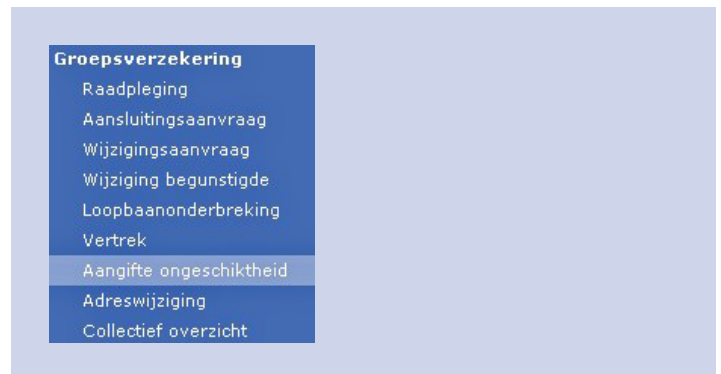 Groepsverzekering
Raadpleging
Aansluitingsaanvraag
Wijzigingsaanvraag
Wijziging begunstigde
Loopbaanonderbreking
Vertrek
Aangifte ongeschiktheid
Adreswijziging
Collectief overzicht